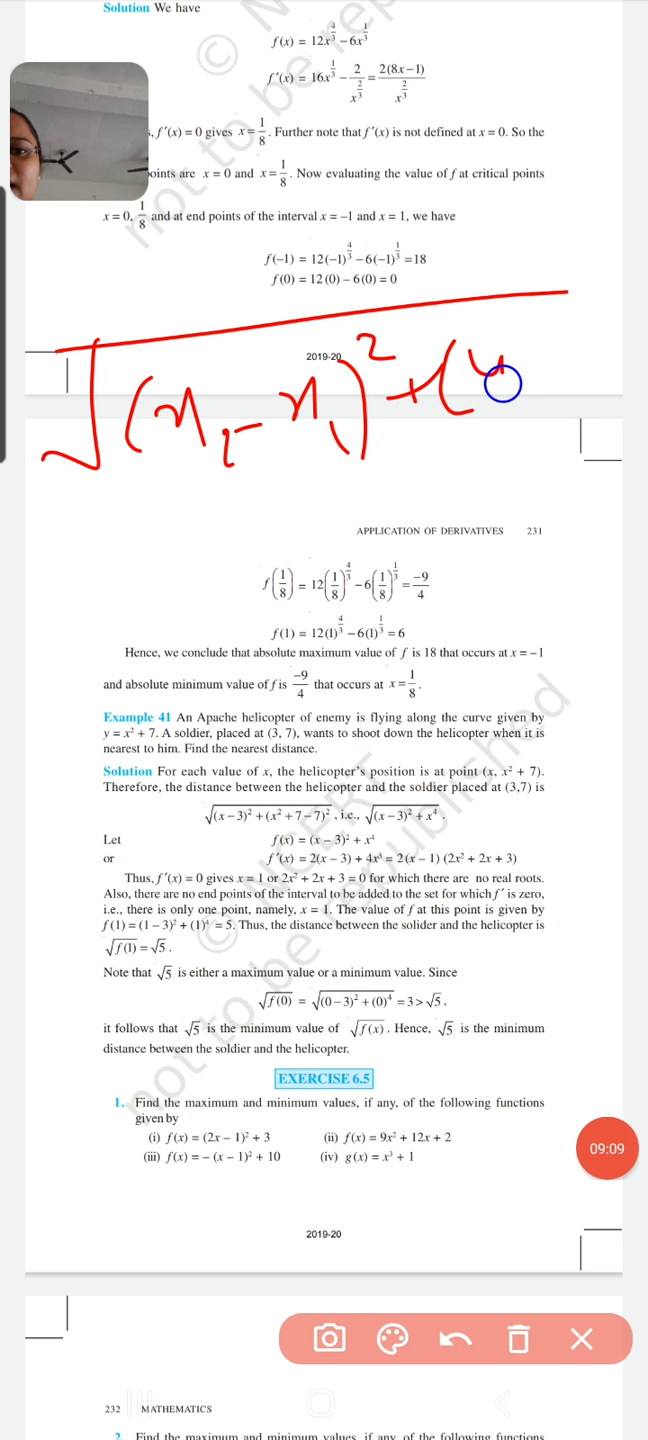 Solution We have
f(x) = 12x^{4/3} – 6x^{1/3}
f′(x) = 16x^{1/3} – 2/x^{2/3} = 2(8x – 1)/x^{2/3}
, f′(x) = 0 gives x = 1/8. Further note that f′(x) is not defined at x = 0. So the
points are x = 0 and x = 1/8. Now evaluating the value of f at critical points
x = 0, 1/8 and at end points of the interval x = –1 and x = 1, we have
f(–1) = 12(–1)^{4/3} – 6(–1)^{1/3} = 18
f(0) = 12(0) – 6(0) = 0
2019-20
√(x₂ – x₁)² + (y
APPLICATION OF DERIVATIVES 231
f(1/8) = 12(1/8)^{4/3} – 6(1/8)^{1/3} = –9/4
f(1) = 12(1)^{4/3} – 6(1)^{1/3} = 6
Hence, we conclude that absolute maximum value of f is 18 that occurs at x = –1
and absolute minimum value of f is –9/4 that occurs at x = 1/8.
Example 41 An Apache helicopter of enemy is flying along the curve given by
y = x² + 7. A soldier, placed at (3, 7), wants to shoot down the helicopter when it is
nearest to him. Find the nearest distance.
Solution For each value of x, the helicopter's position is at point (x, x² + 7).
Therefore, the distance between the helicopter and the soldier placed at (3,7) is
√((x – 3)² + (x² + 7 – 7)²), i.e., √((x – 3)² + x⁴).
Let f(x) = (x – 3)² + x⁴
or f′(x) = 2(x – 3) + 4x³ = 2(x – 1) (2x² + 2x + 3)
Thus, f′(x) = 0 gives x = 1 or 2x² + 2x + 3 = 0 for which there are no real roots.
Also, there are no end points of the interval to be added to the set for which f′ is zero,
i.e., there is only one point, namely, x = 1. The value of f at this point is given by
f(1) = (1 – 3)² + (1)⁴ = 5. Thus, the distance between the solider and the helicopter is
√f(1) = √5.
Note that √5 is either a maximum value or a minimum value. Since
√f(0) = √((0 – 3)² + (0)⁴) = 3 > √5,
it follows that √5 is the minimum value of √f(x). Hence, √5 is the minimum
distance between the soldier and the helicopter.
EXERCISE 6.5
1. Find the maximum and minimum values, if any, of the following functions
given by
(i) f(x) = (2x – 1)² + 3 (ii) f(x) = 9x² + 12x + 2
(iii) f(x) = – (x – 1)² + 10 (iv) g(x) = x³ + 1
09:09
2019-20
232 MATHEMATICS
2. Find the maximum and minimum values, if any, of the following functions
© NCERT
not to be republished